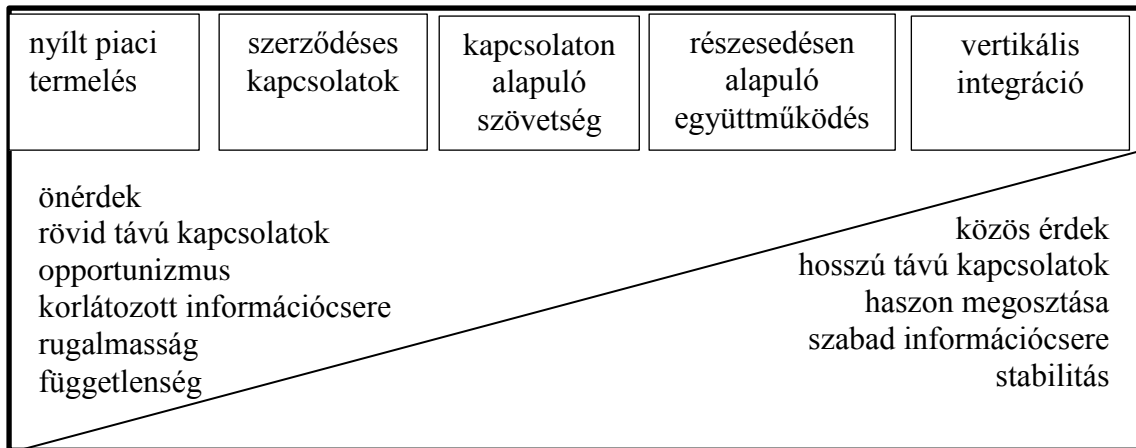 nyílt piaci
termelés
szerződéses
kapcsolatok
kapcsolaton
alapuló
szövetség
részesedésen
alapuló
együttműködés
vertikális
integráció
önérdek
rövid távú kapcsolatok
opportunizmus
korlátozott információcsere
rugalmasság
függetlenség
közös érdek
hosszú távú kapcsolatok
haszon megosztása
szabad információcsere
stabilitás